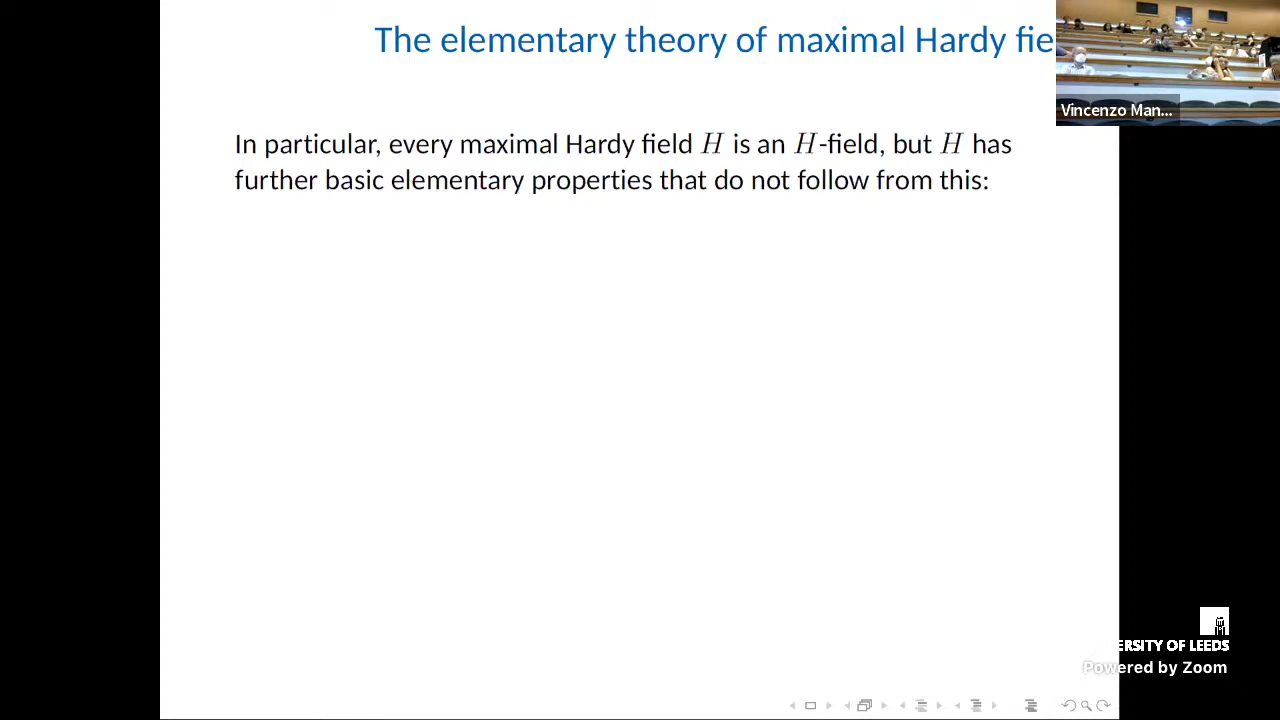 The elementary theory of maximal Hardy fie
Vincenzo Man...
In particular, every maximal Hardy field H is an H-field, but H has
further basic elementary properties that do not follow from this:
ERSITY OF LEEDS
Powered by Zoom